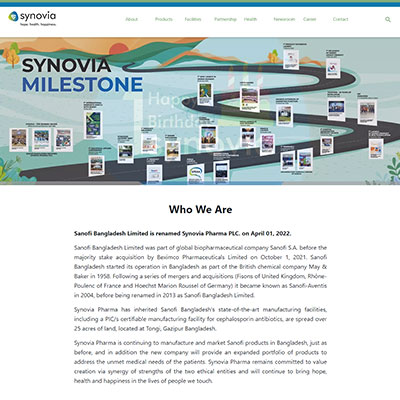 synovia
hope. health. happiness.
About Products Facilities Partnership Health Newsroom Career Contact
SYNOVIA
MILESTONE
Happy
Birthday
Synovia
Who We Are
Sanofi Bangladesh Limited is renamed Synovia Pharma PLC. on April 01, 2022.
Sanofi Bangladesh Limited was part of global biopharmaceutical company Sanofi S.A. before the
majority stake acquisition by Beximco Pharmaceuticals Limited on October 1, 2021. Sanofi
Bangladesh started its operation in Bangladesh as part of the British chemical company May &
Baker in 1958. Following a series of mergers and acquisitions (Fisons of United Kingdom, Rhône-
Poulenc of France and Hoechst Marion Roussel of Germany) it became known as Sanofi-Aventis
in 2004, before being renamed in 2013 as Sanofi Bangladesh Limited.
Synovia Pharma has inherited Sanofi Bangladesh's state-of-the-art manufacturing facilities,
including a PIC/s certifiable manufacturing facility for cephalosporin antibiotics, are spread over
25 acres of land, located at Tongi, Gazipur Bangladesh.
Synovia Pharma is continuing to manufacture and market Sanofi products in Bangladesh, just as
before, and in addition the new company will provide an expanded portfolio of products to
address the unmet medical needs of the patients. Synovia Pharma remains committed to value
creation via synergy of strengths of the two ethical entities and will continue to bring hope,
health and happiness in the lives of people we touch.